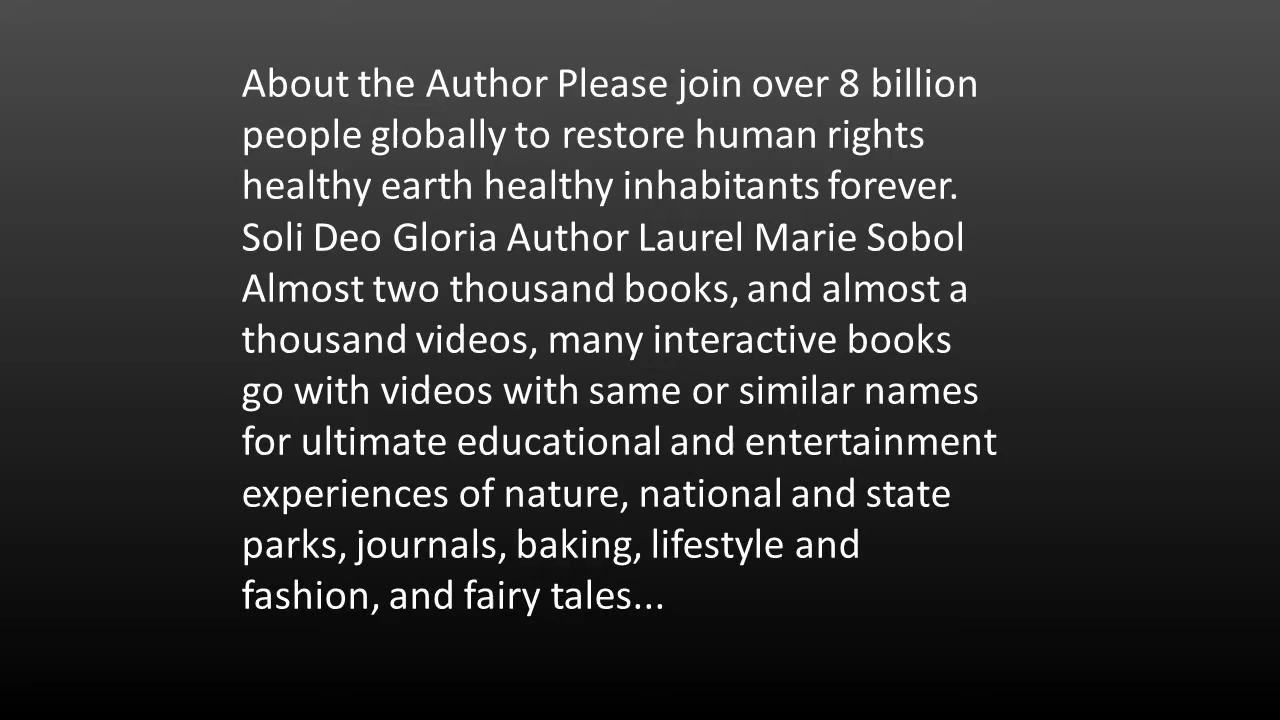 About the Author Please join over 8 billion
people globally to restore human rights
healthy earth healthy inhabitants forever.
Soli Deo Gloria Author Laurel Marie Sobol
Almost two thousand books, and almost a
thousand videos, many interactive books
go with videos with same or similar names
for ultimate educational and entertainment
experiences of nature, national and state
parks, journals, baking, lifestyle and
fashion, and fairy tales...